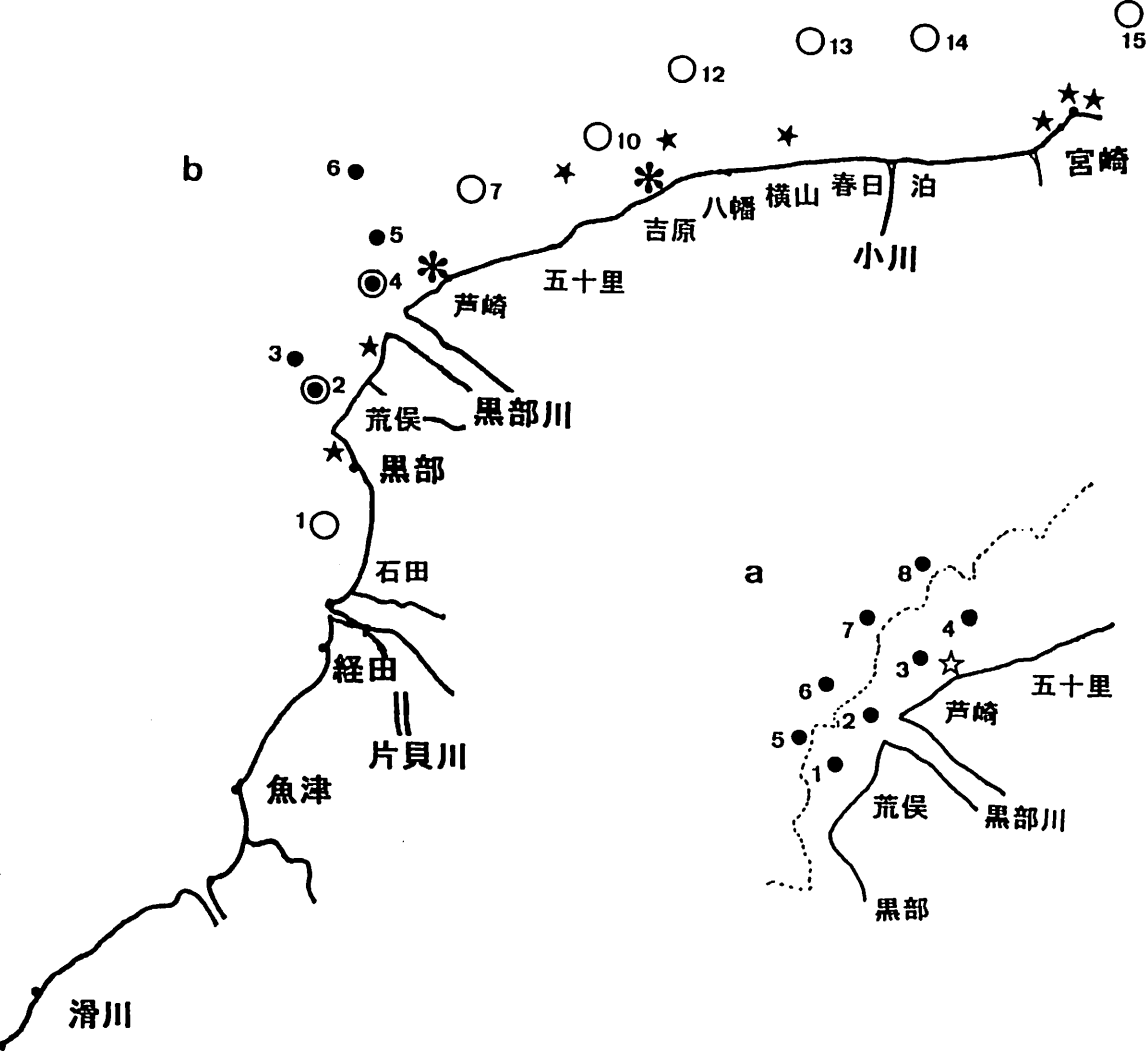 15
13
14
12
10
b
6
7
宮崎
春日
泊
横山
八幡
吉原
5
小川
4
五十里
芦崎
3
2
荒俣
黒部川
黒部
1
石田
経田
片貝川
魚津
滑川
a
8
7
4
3
6
五十里
2
芦崎
5
1
荒俣
黒部川
黒部